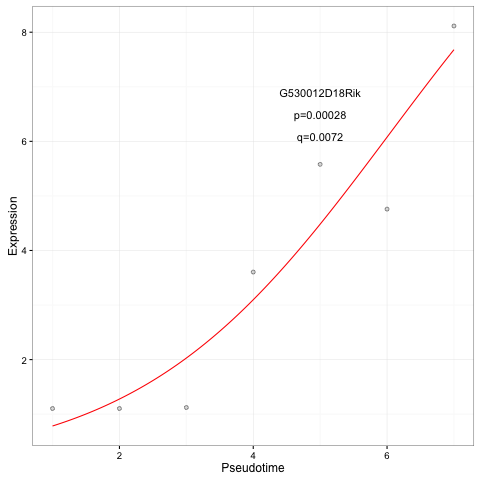 G530012D18Rik
p=0.00028
q=0.0072
8
6
4
2
Expression
2
4
6
Pseudotime